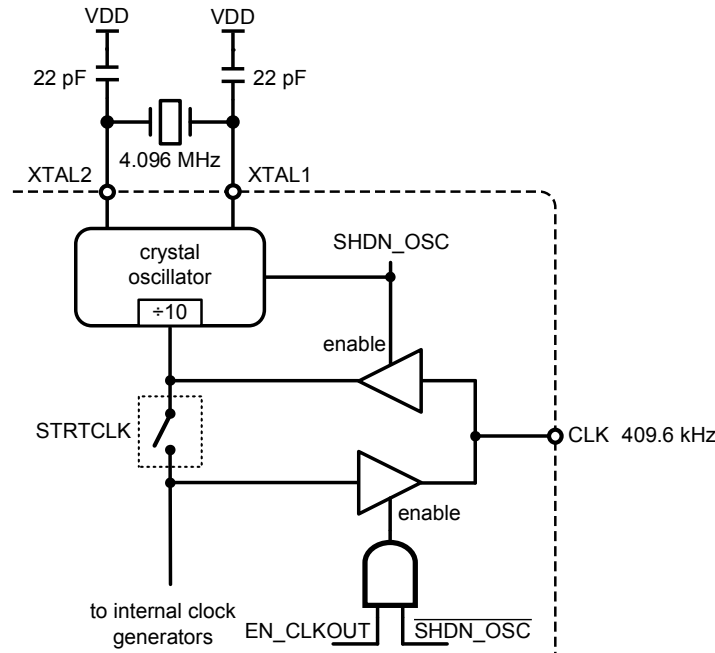 VDD VDD
22 pF 22 pF
4.096 MHz
XTAL2 XTAL1
crystal
oscillator
÷10
SHDN_OSC
enable
STRTCLK
CLK 409.6 kHz
enable
to internal clock
generators
EN_CLKOUT S̅H̅D̅N̅_̅O̅S̅C̅